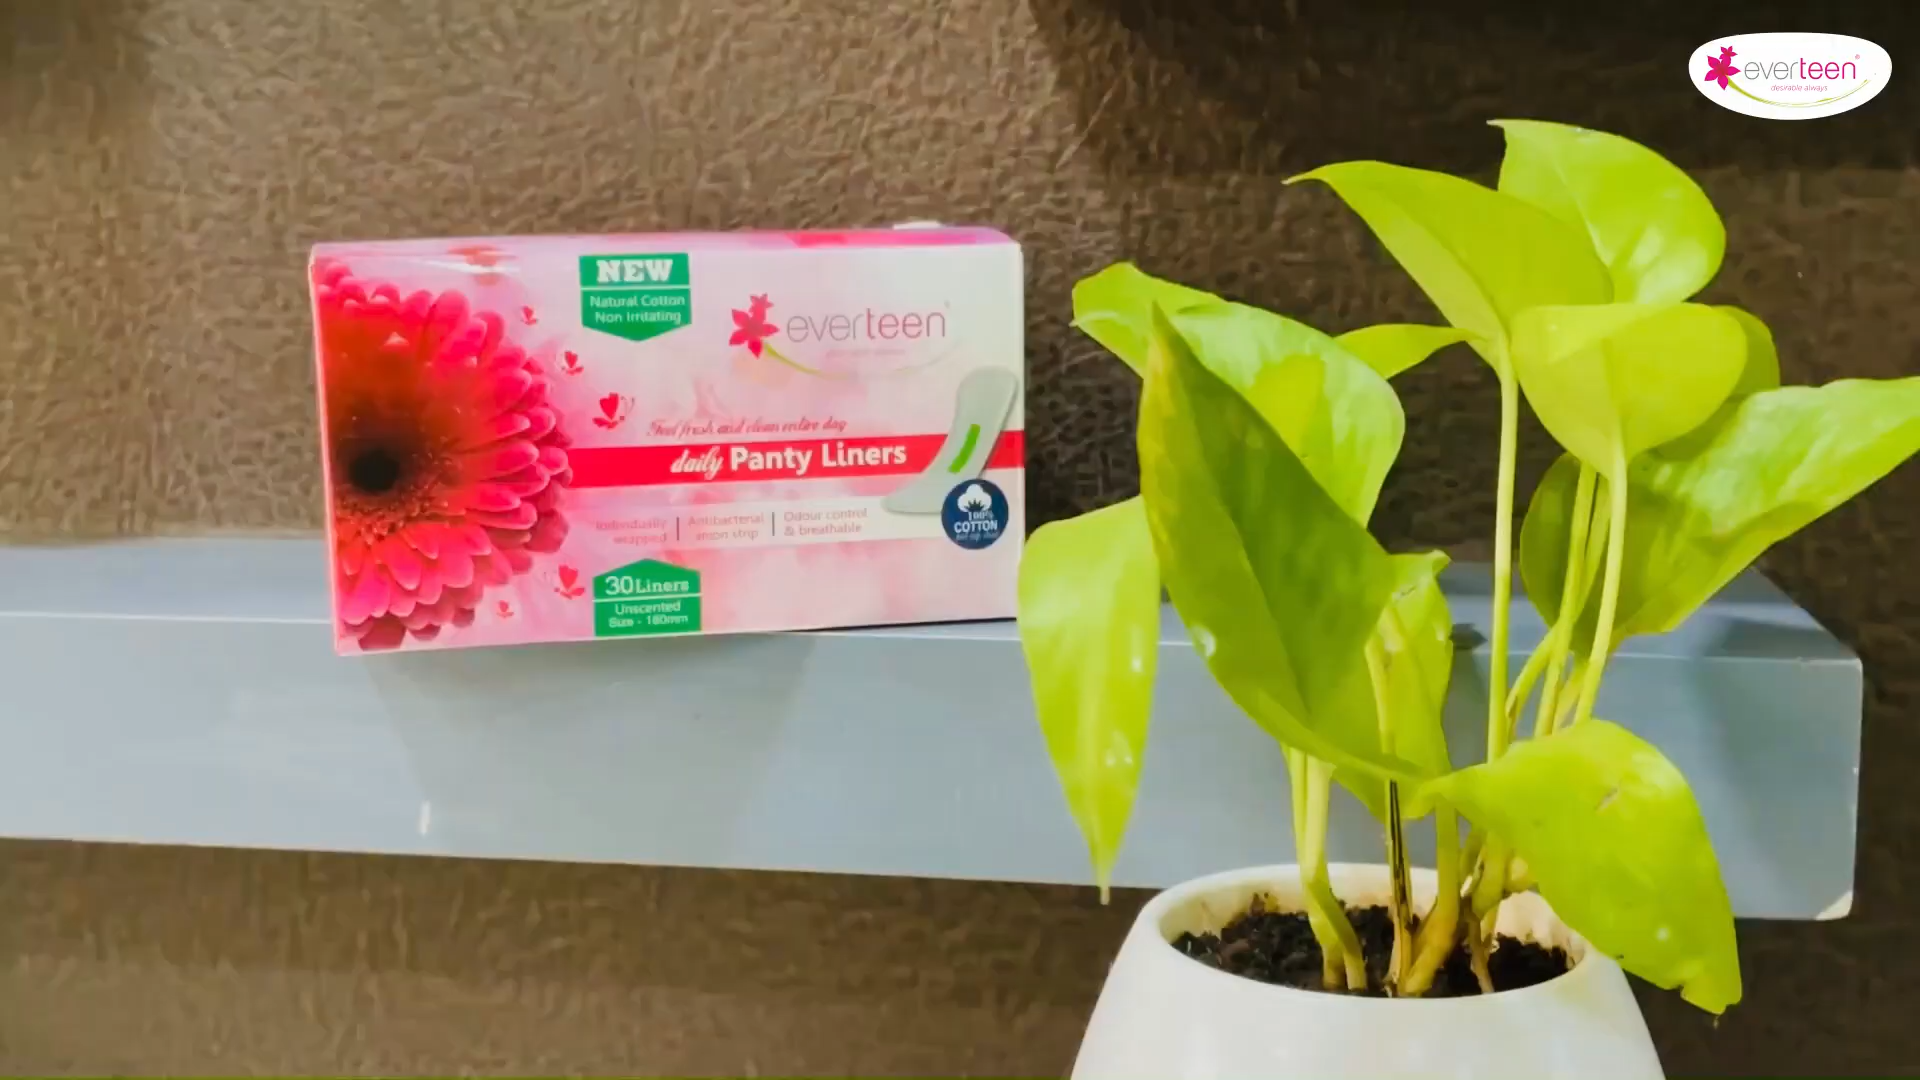 everteen
desirable always
NEW
Natural Cotton
Non Irritating
everteen
Feel fresh and clean entire day
daily Panty Liners
Individually wrapped
Antibacterial anion strip
Odour control & breathable
100%
COTTON
30 Liners
Unscented
Size - 180mm